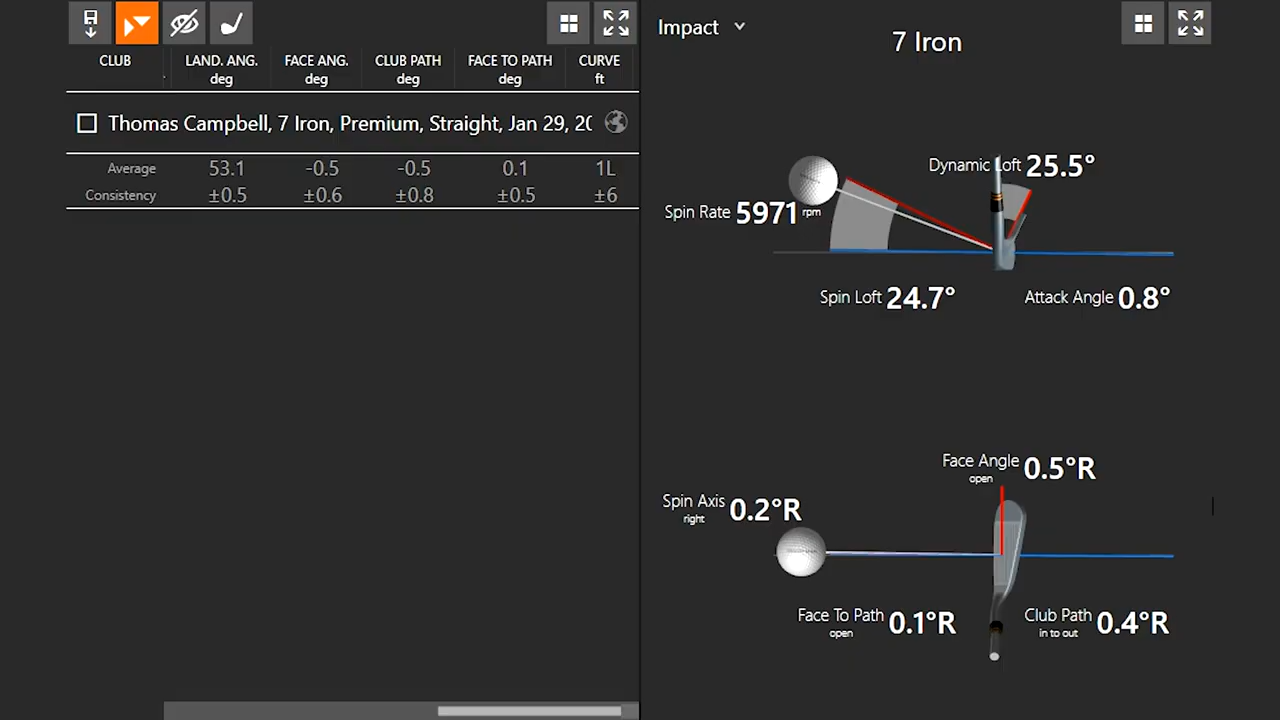 CLUB LAND. ANG. FACE ANG. CLUB PATH FACE TO PATH CURVE
deg deg deg deg ft
Thomas Campbell, 7 Iron, Premium, Straight, Jan 29, 20
Average 53.1 -0.5 -0.5 0.1 1L
Consistency ±0.5 ±0.6 ±0.8 ±0.5 ±6
Impact
7 Iron
Dynamic Loft 25.5°
Spin Rate 5971 rpm
Spin Loft 24.7° Attack Angle 0.8°
Face Angle 0.5°R
open
Spin Axis 0.2°R
right
Face To Path 0.1°R Club Path 0.4°R
open in to out